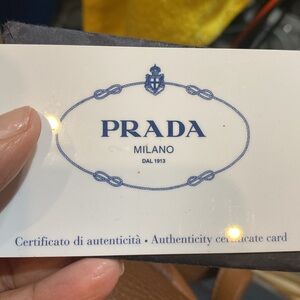 PRADA
MILANO
DAL 1913
Certificato di autenticità • Authenticity certificate card